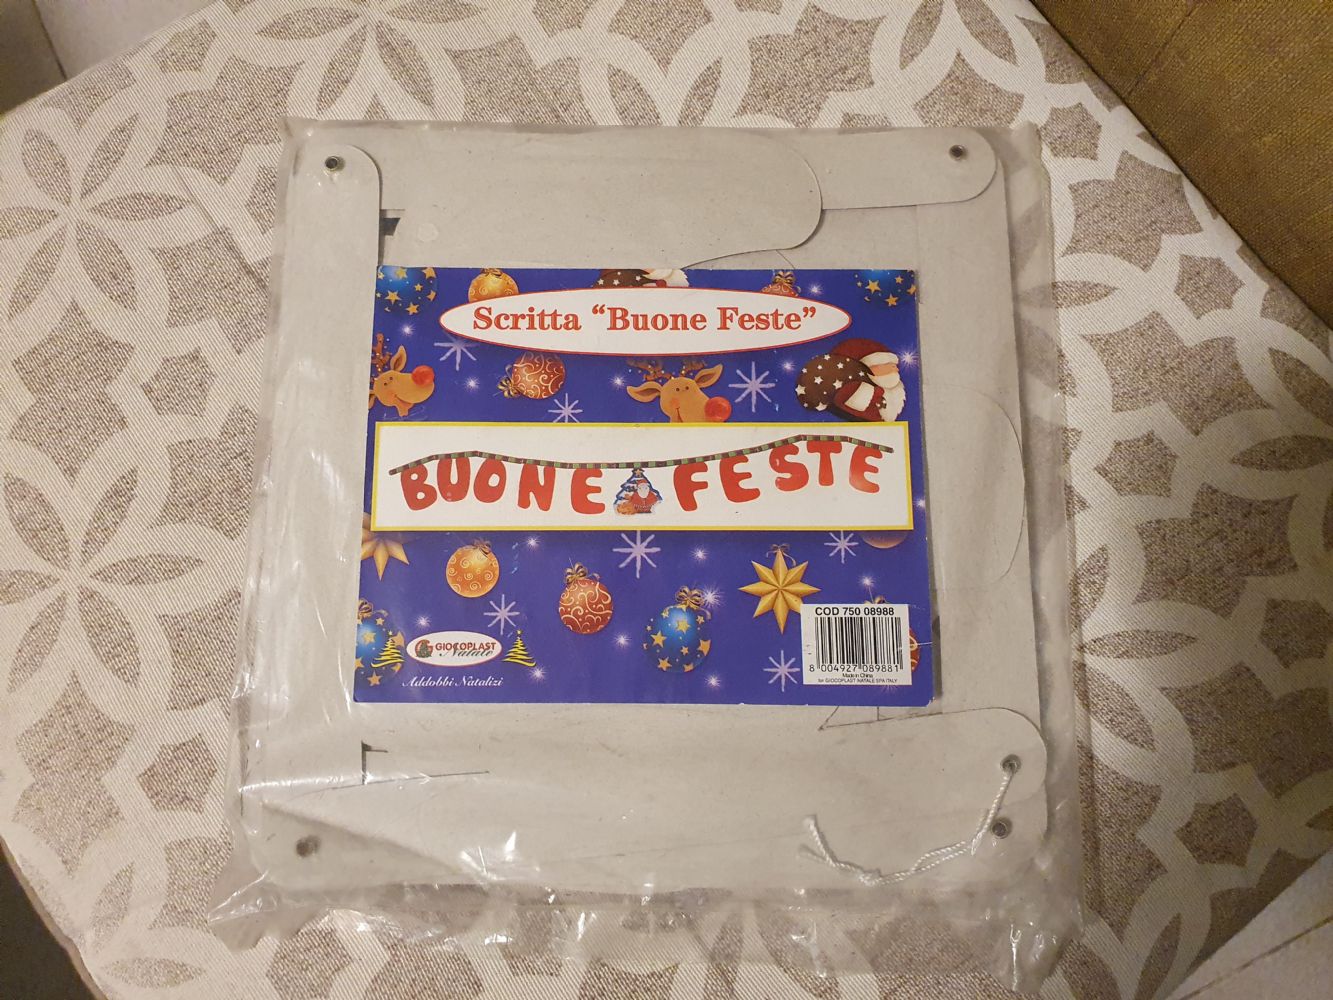 Scritta “Buone Feste”
BUONE FESTE
COD 750 08988
8 004927 089881
Made in China
for GIOCOPLAST NATALE SPA ITALY
GIOCOPLAST
Natale
Addobbi Natalizi